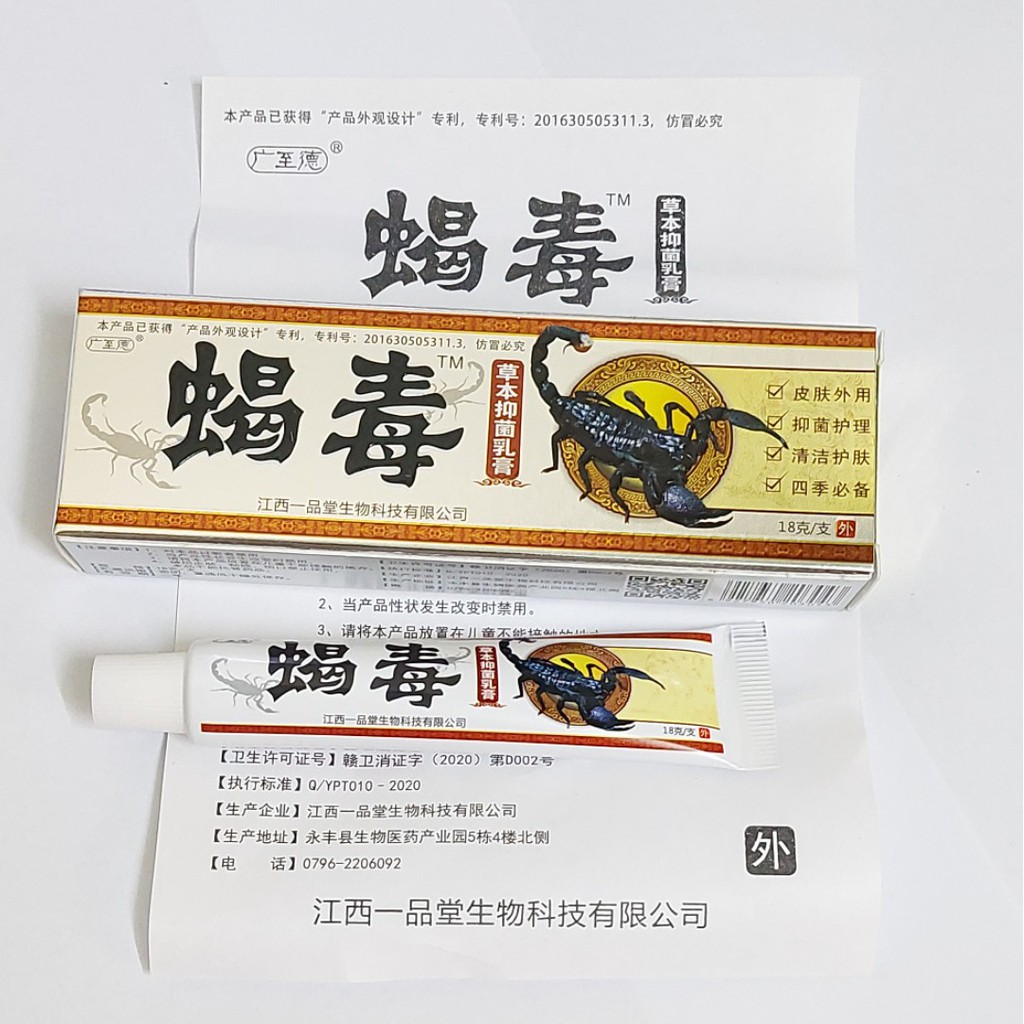 本产品已获得“产品外观设计”专利，专利号：201630505311.3，仿冒必究
广至德®
蝎毒™
草本抑菌乳膏
本产品已获得“产品外观设计”专利，专利号：201630505311.3，仿冒必究
广至德®
蝎毒™
草本抑菌乳膏
皮肤外用
抑菌护理
清洁护肤
四季必备
江西一品堂生物科技有限公司
18克/支 外
2、当产品性状发生改变时禁用。
3、请将本产品放置在儿童不能接触的地方
蝎毒
草本抑菌乳膏
江西一品堂生物科技有限公司
18克/支 外
【卫生许可证号】赣卫消证字（2020）第D002号
【执行标准】Q/YPT010－2020
【生产企业】江西一品堂生物科技有限公司
【生产地址】永丰县生物医药产业园5栋4楼北侧
【电　　话】0796-2206092
外
江西一品堂生物科技有限公司